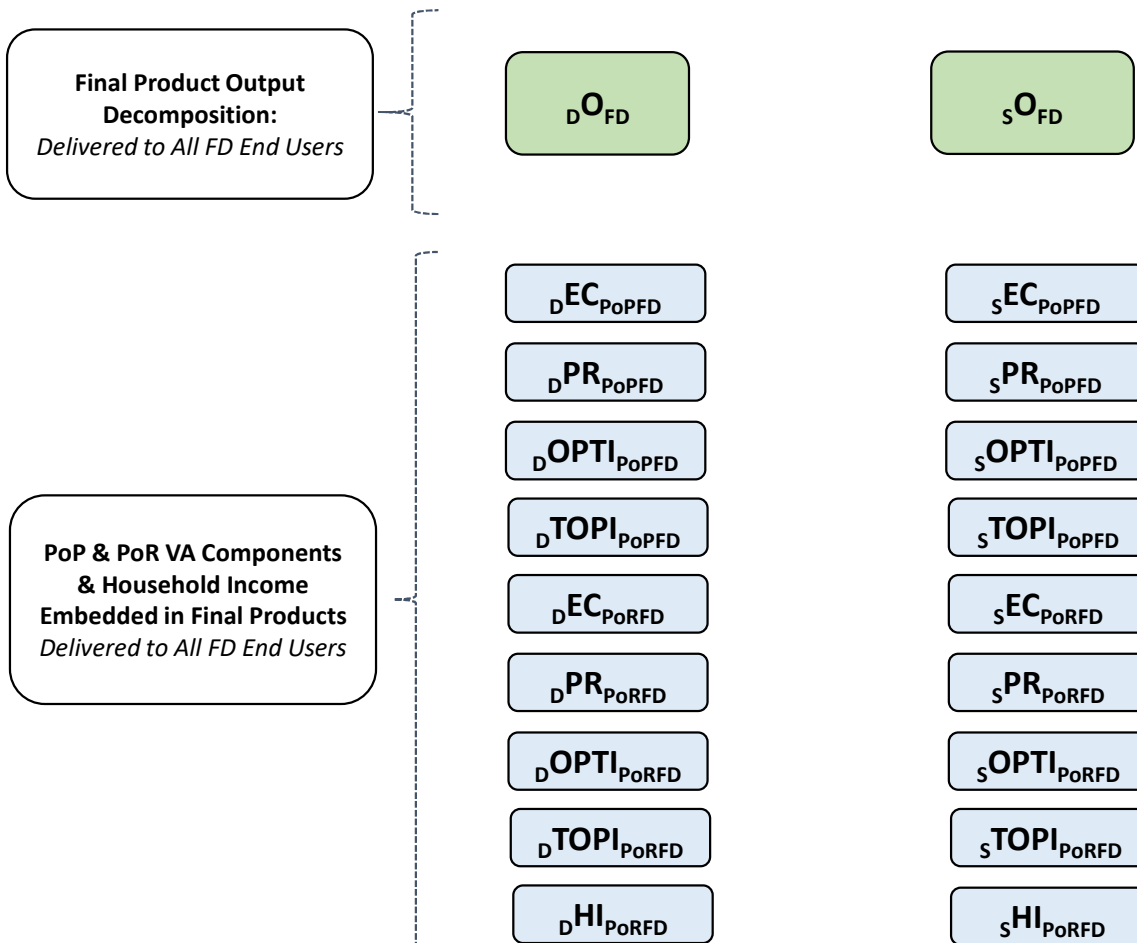 Final Product Output
Decomposition:
Delivered to All FD End Users
DOFD
SOFD
DECPoPFD
SECPoPFD
DPRPoPFD
SPRPoPFD
DOPTIPoPFD
SOPTIPoPFD
DTOPIPoPFD
STOPIPoPFD
PoP & PoR VA Components
& Household Income
Embedded in Final Products
Delivered to All FD End Users
DECPoRFD
SECPoRFD
DPRPoRFD
SPRPoRFD
DOPTIPoRFD
SOPTIPoRFD
DTOPIPoRFD
STOPIPoRFD
DHIPoRFD
SHIPoRFD